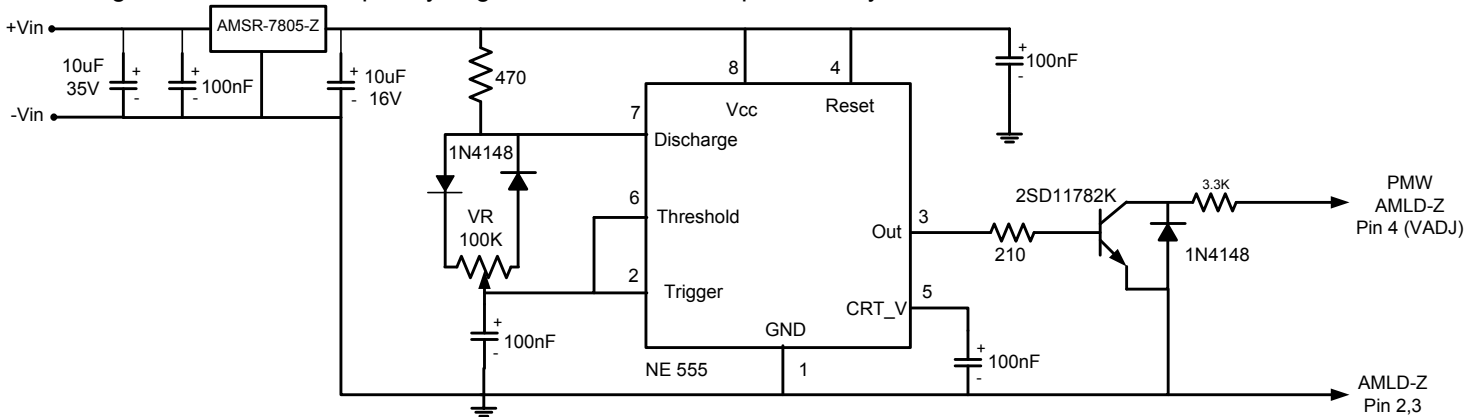 +Vin
AMSR-7805-Z
10uF
35V
+
-
+
-
100nF
+
-
10uF
16V
-Vin
470
8
4
Vcc
Reset
+
-
100nF
7
Discharge
1N4148
6
Threshold
VR
100K
2
Trigger
+
-
100nF
Out
3
210
2SD11782K
3.3K
1N4148
PMW
AMLD-Z
Pin 4 (VADJ)
CRT_V
5
+
-
100nF
GND
NE 555
1
AMLD-Z
Pin 2,3